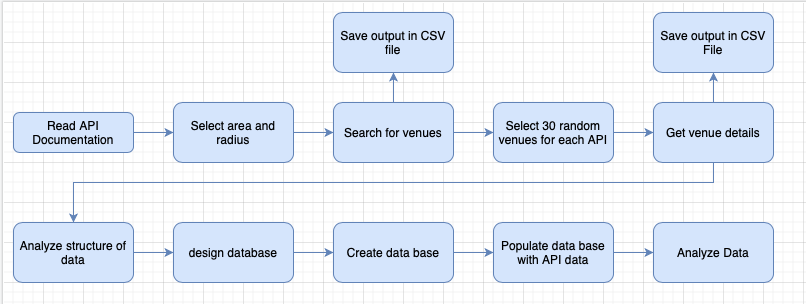 Save output in CSV
file
Save output in CSV
File
Read API
Documentation
Select area and
radius
Search for venues
Select 30 random
venues for each API
Get venue details
Analyze structure of
data
design database
Create data base
Populate data base
with API data
Analyze Data